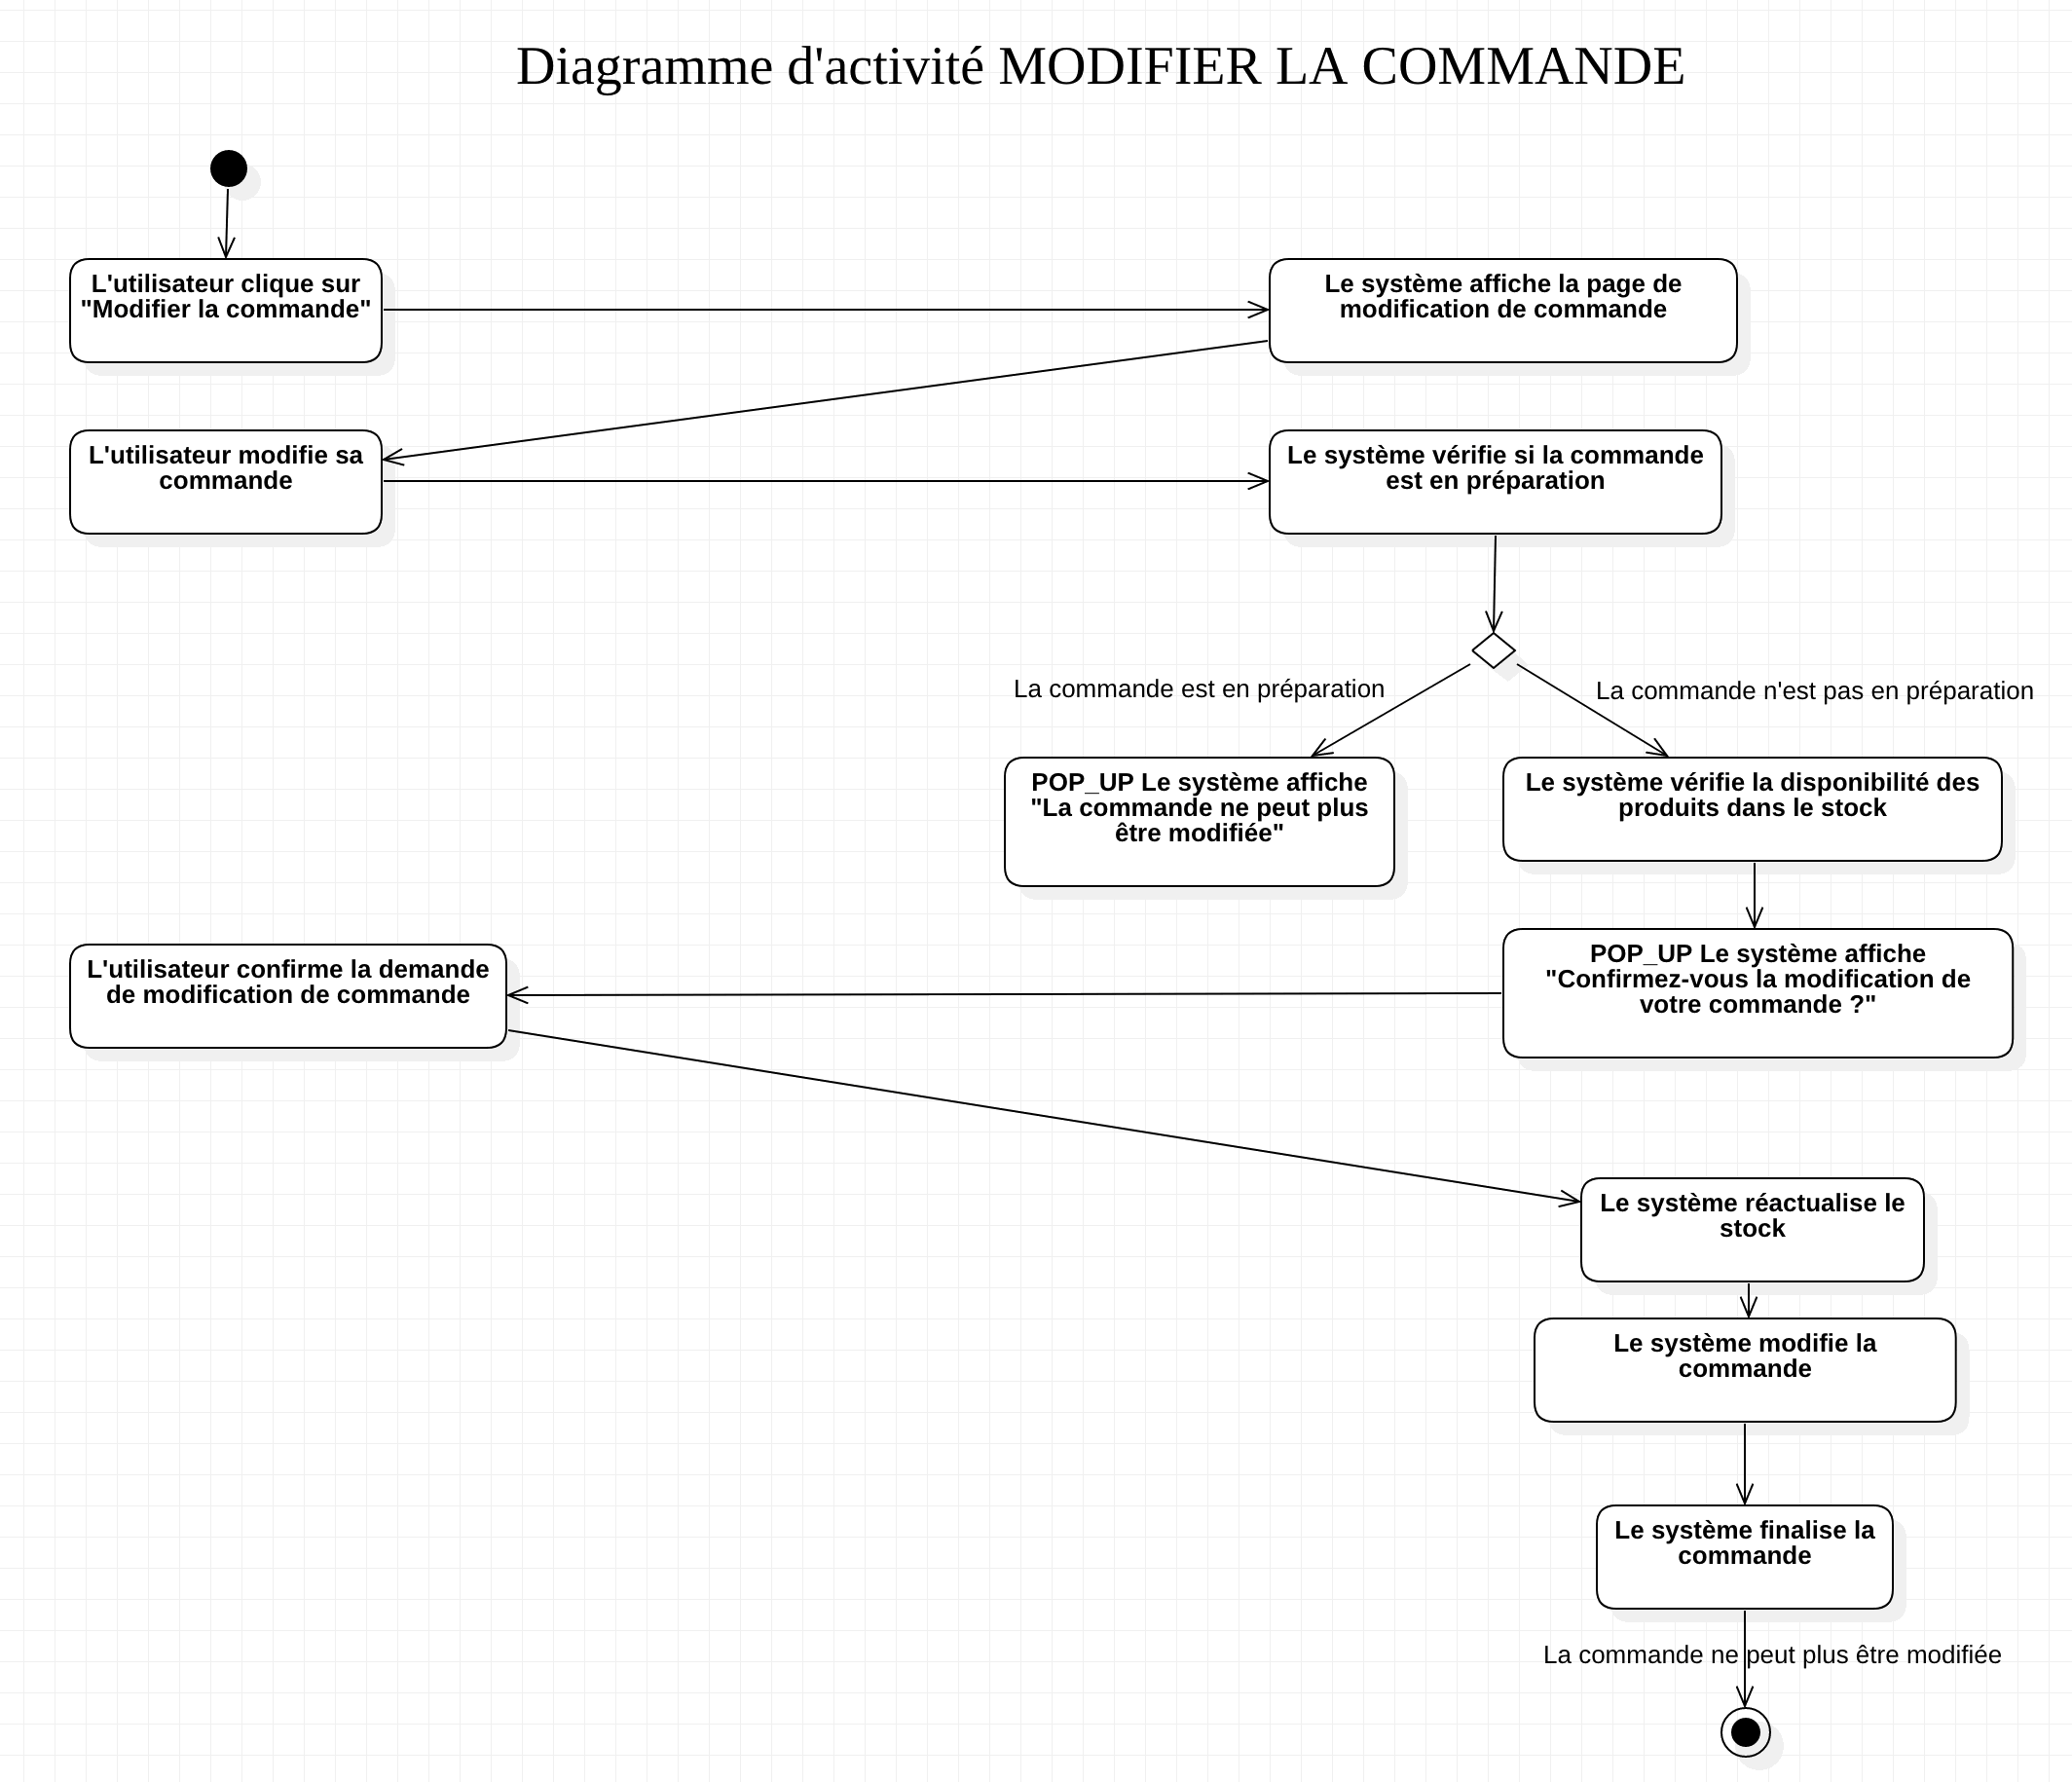 Diagramme d'activité MODIFIER LA COMMANDE
L'utilisateur clique sur
"Modifier la commande"
Le système affiche la page de
modification de commande
L'utilisateur modifie sa
commande
Le système vérifie si la commande
est en préparation
La commande est en préparation
La commande n'est pas en préparation
POP_UP Le système affiche
"La commande ne peut plus
être modifiée"
Le système vérifie la disponibilité des
produits dans le stock
L'utilisateur confirme la demande
de modification de commande
POP_UP Le système affiche
"Confirmez-vous la modification de
votre commande ?"
Le système réactualise le
stock
Le système modifie la
commande
Le système finalise la
commande
La commande ne peut plus être modifiée